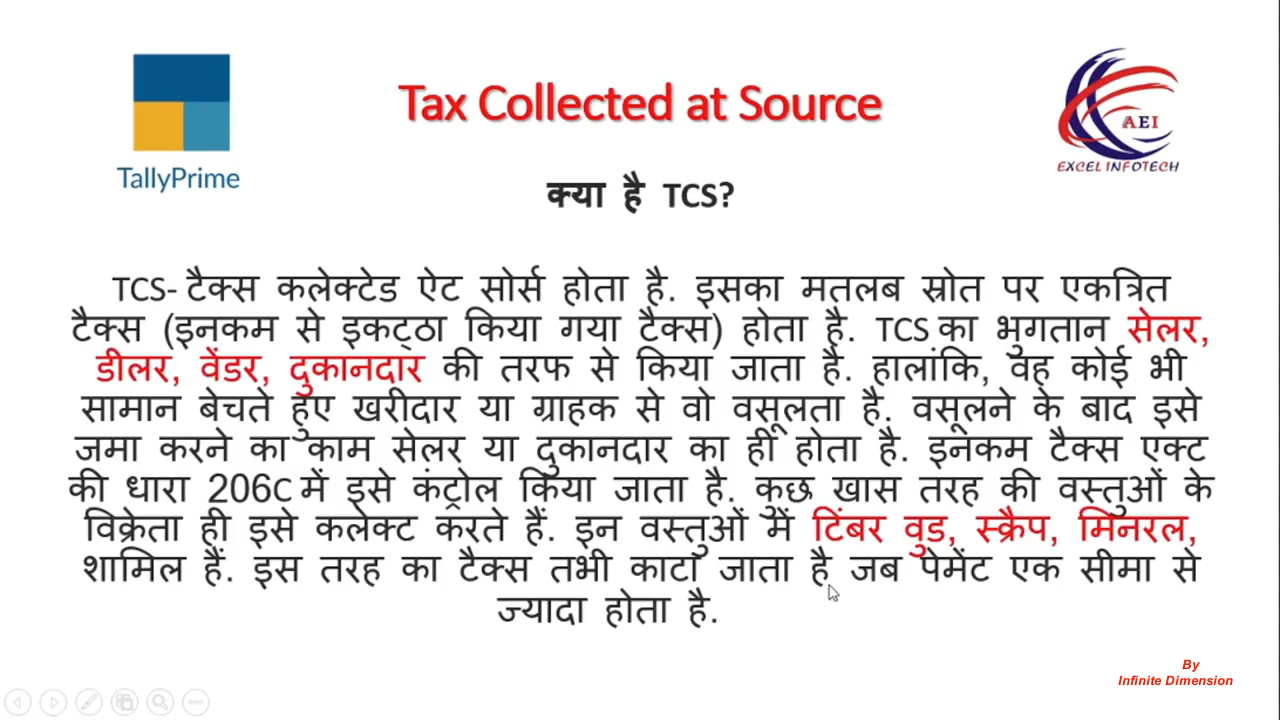 Tax Collected at Source
TallyPrime
AEI
EXCEL INFOTECH
क्या है TCS?
TCS- टैक्स कलेक्टेड ऐट सोर्स होता है. इसका मतलब स्रोत पर एकत्रित
टैक्स (इनकम से इकट्ठा किया गया टैक्स) होता है. TCS का भुगतान सेलर,
डीलर, वेंडर, दुकानदार की तरफ से किया जाता है. हालांकि, वह कोई भी
सामान बेचते हुए खरीदार या ग्राहक से वो वसूलता है. वसूलने के बाद इसे
जमा करने का काम सेलर या दुकानदार का ही होता है. इनकम टैक्स एक्ट
की धारा 206C में इसे कंट्रोल किया जाता है. कुछ खास तरह की वस्तुओं के
विक्रेता ही इसे कलेक्ट करते हैं. इन वस्तुओं में टिंबर वुड, स्क्रैप, मिनरल,
शामिल हैं. इस तरह का टैक्स तभी काटा जाता है जब पेमेंट एक सीमा से
ज्यादा होता है.
By
Infinite Dimension